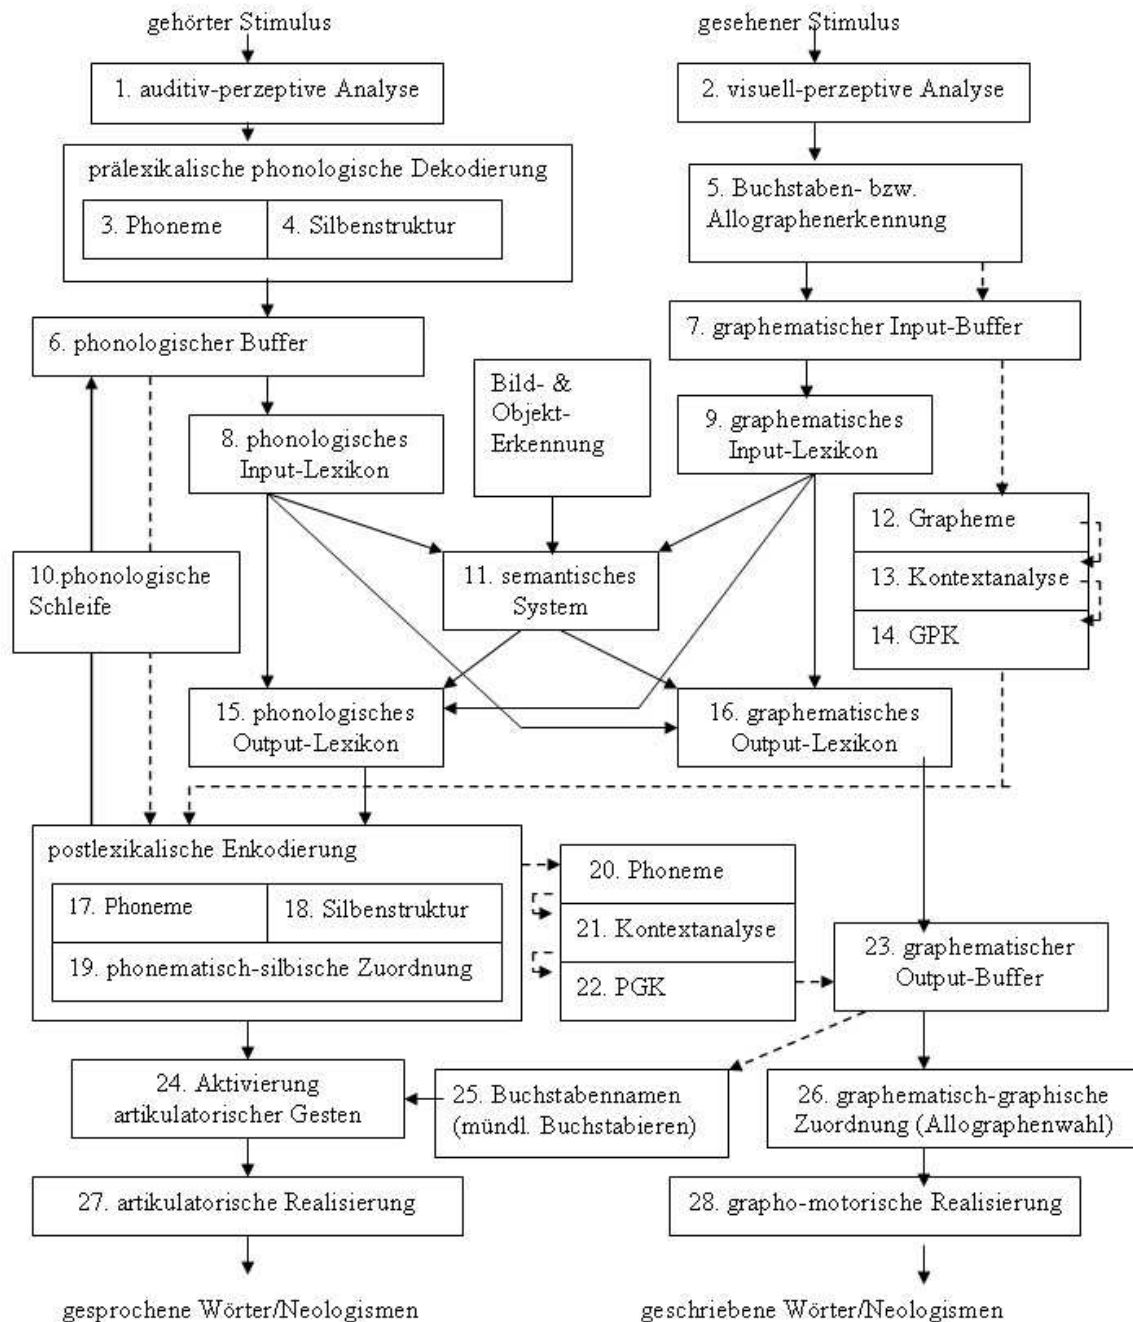 gehörter Stimulus
gesehener Stimulus
1. auditiv-perzeptive Analyse
2. visuell-perzeptive Analyse
prälexikalische phonologische Dekodierung
3. Phoneme
4. Silbenstruktur
5. Buchstaben- bzw.
Allographenerkennung
6. phonologischer Buffer
7. graphematischer Input-Buffer
Bild- &
Objekt-
Erkennung
8. phonologisches
Input-Lexikon
9. graphematisches
Input-Lexikon
12. Grapheme
13. Kontextanalyse
14. GPK
10.phonologische
Schleife
11. semantisches
System
15. phonologisches
Output-Lexikon
16. graphematisches
Output-Lexikon
postlexikalische Enkodierung
17. Phoneme
18. Silbenstruktur
19. phonematisch-silbische Zuordnung
20. Phoneme
21. Kontextanalyse
22. PGK
23. graphematischer
Output-Buffer
24. Aktivierung
artikulatorischer Gesten
25. Buchstabennamen
(mündl. Buchstabieren)
26. graphematisch-graphische
Zuordnung (Allographenwahl)
27. artikulatorische Realisierung
28. grapho-motorische Realisierung
gesprochene Wörter/Neologismen
geschriebene Wörter/Neologismen